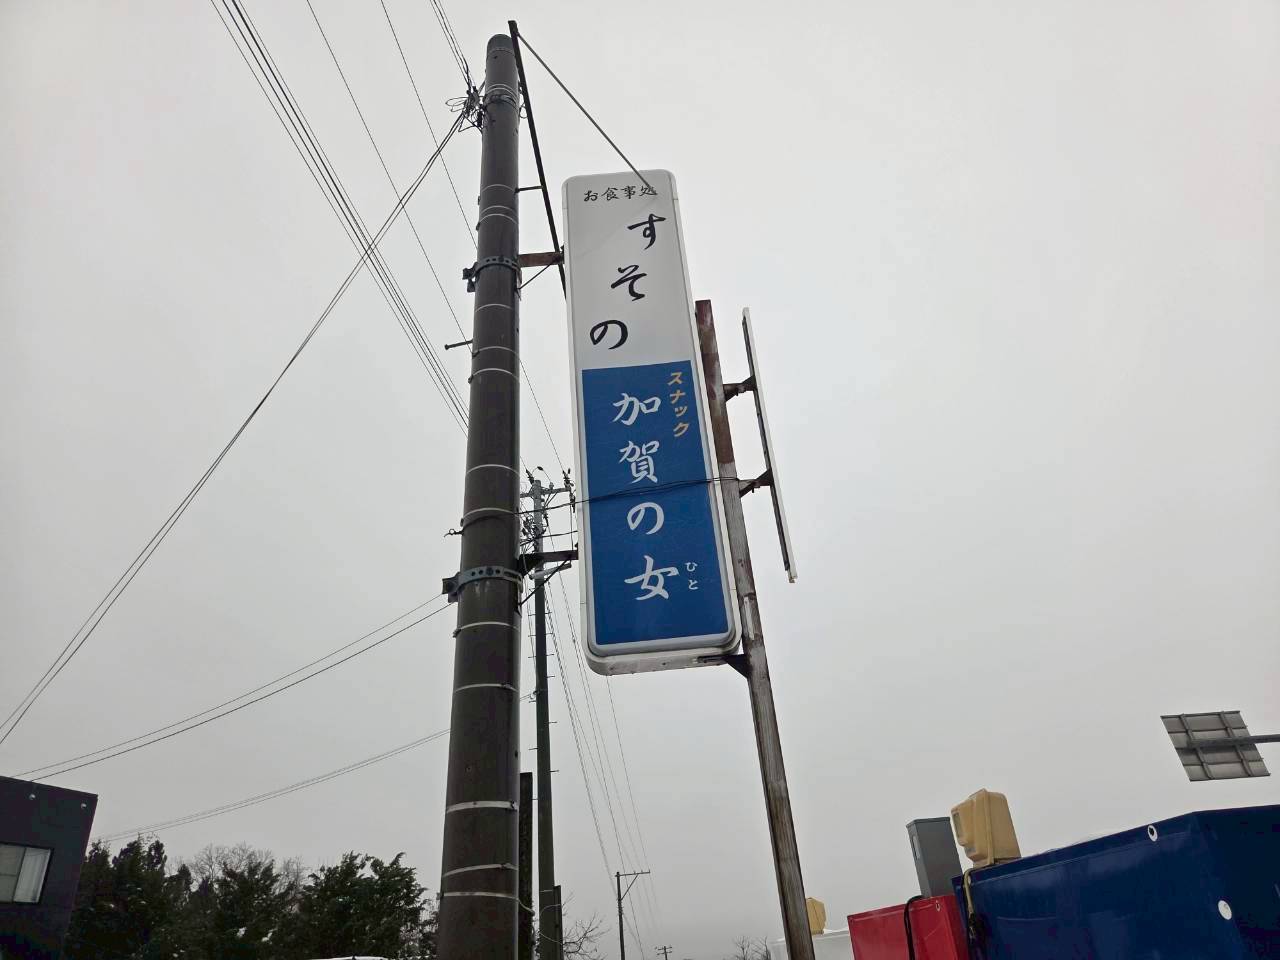 お食事処
すその
スナック
加賀の女
ひと